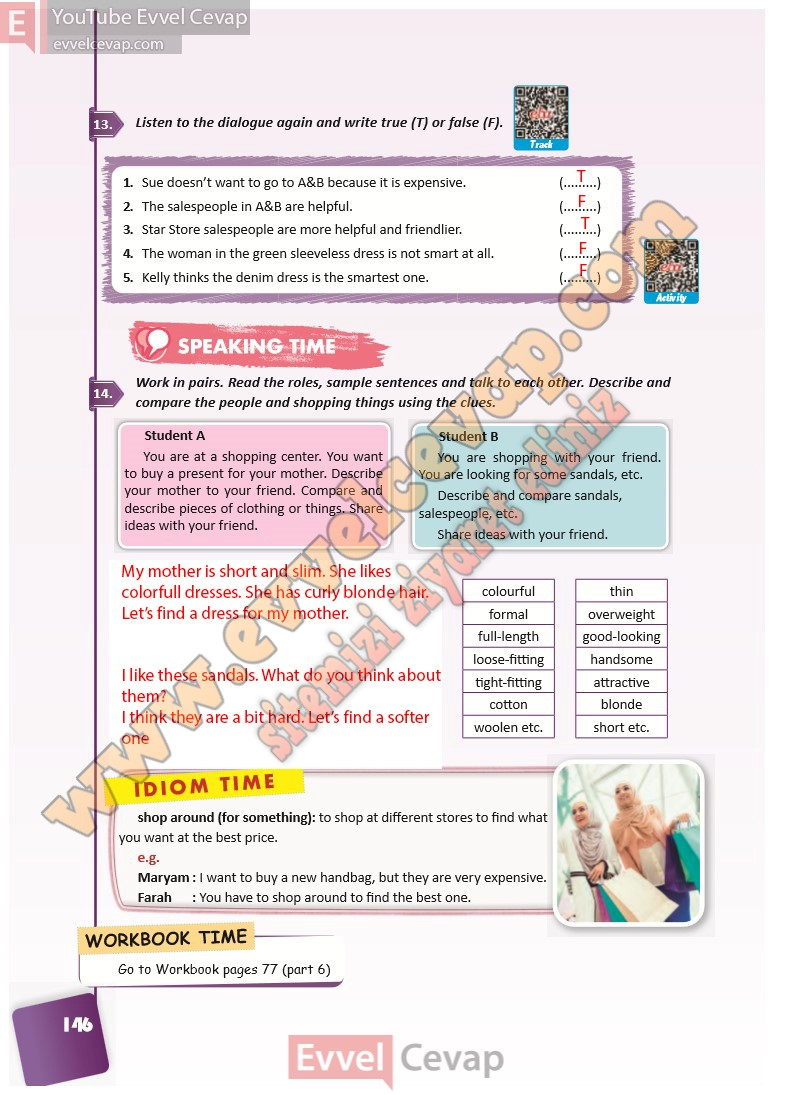 E YouTube Evvel Cevap
evvelcevap.com
13. Listen to the dialogue again and write true (T) or false (F).
Track
1. Sue doesn't want to go to A&B because it is expensive. (....T.....)
2. The salespeople in A&B are helpful. (....F.....)
3. Star Store salespeople are more helpful and friendlier. (....T.....)
4. The woman in the green sleeveless dress is not smart at all. (....F.....)
5. Kelly thinks the denim dress is the smartest one. (....F.....)
Activity
SPEAKING TIME
14. Work in pairs. Read the roles, sample sentences and talk to each other. Describe and
compare the people and shopping things using the clues.
Student A
You are at a shopping center. You want
to buy a present for your mother. Describe
your mother to your friend. Compare and
describe pieces of clothing or things. Share
ideas with your friend.
Student B
You are shopping with your friend.
You are looking for some sandals, etc.
Describe and compare sandals,
salespeople, etc.
Share ideas with your friend.
My mother is short and slim. She likes
colorfull dresses. She has curly blonde hair.
Let's find a dress for my mother.
I like these sandals. What do you think about
them?
I think they are a bit hard. Let's find a softer
one
colourful
formal
full-length
loose-fitting
tight-fitting
cotton
woolen etc.
thin
overweight
good-looking
handsome
attractive
blonde
short etc.
www.evvelcevap.com
sitemizi ziyaret ediniz
IDIOM TIME
shop around (for something): to shop at different stores to find what
you want at the best price.
e.g.
Maryam : I want to buy a new handbag, but they are very expensive.
Farah : You have to shop around to find the best one.
WORKBOOK TIME
Go to Workbook pages 77 (part 6)
146
Evvel Cevap